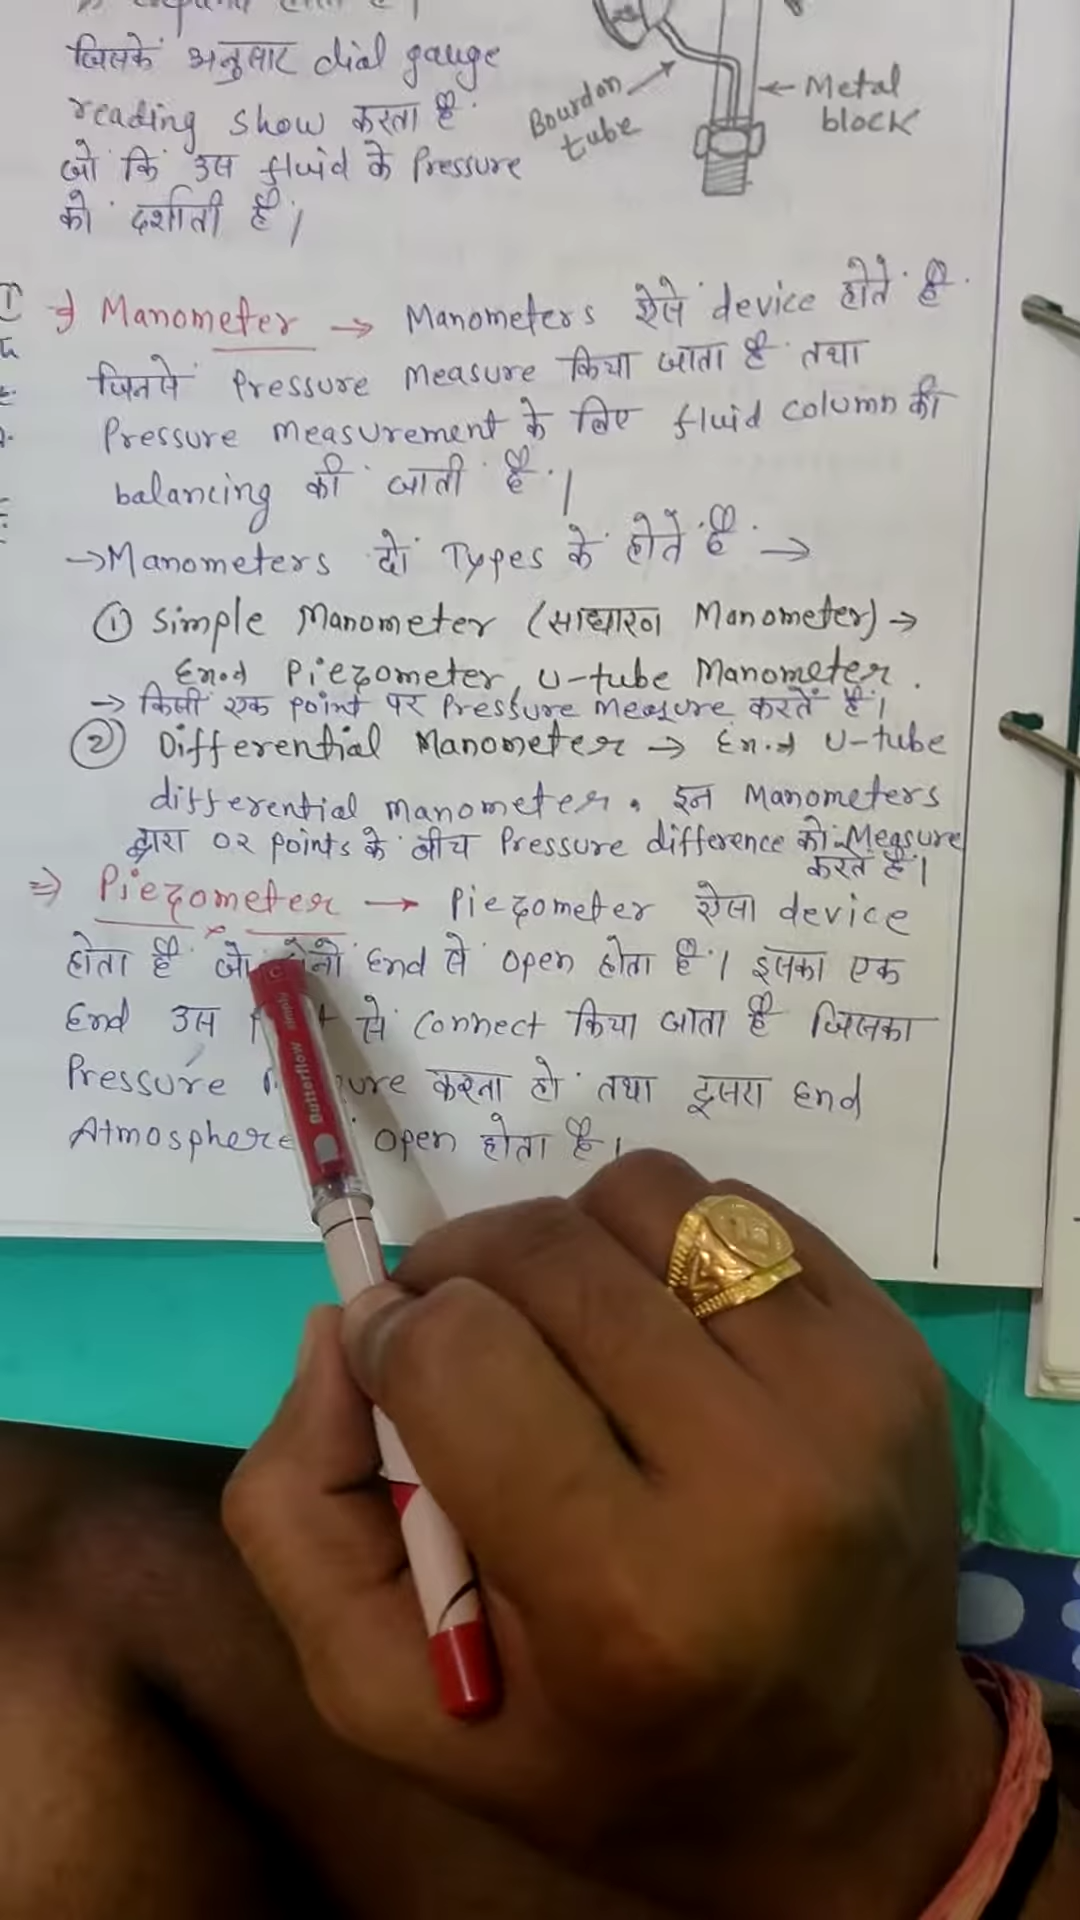 जिसके अनुसार dial gauge
reading show करता है
जो कि उस fluid के Pressure
को दर्शाती है।
Bourdon tube
Metal block
⇒ Manometer → Manometers ऐसे device होते है
जिनसे Pressure measure किया जाता है तथा
Pressure measurement के लिए fluid column की
balancing की जाती है।
→ Manometers दो Types के होते है →
① Simple Manometer (साधारन Manometer) →
Ex.→ Piezometer, U-tube Manometer.
→ किसी एक point पर Pressure measure करतें है।
② Differential Manometer → Ex.→ U-tube
differential manometer. इन Manometers
द्वारा 02 points के बीच Pressure difference को Measure
करते है।
⇒ Piezometer → Piezometer ऐसा device
होता है जो End से open होता है। इसका एक
End उस से connect किया जाता है जिसका
Pressure करना हो तथा दूसरा End
Atmosphere open होता है।
Butterflow simply